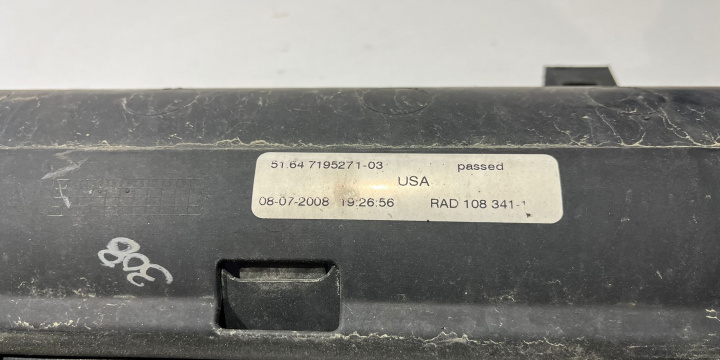 51.64 7195271-03 passed
USA
08-07-2008 19:26:56 RAD 108 341-1
308